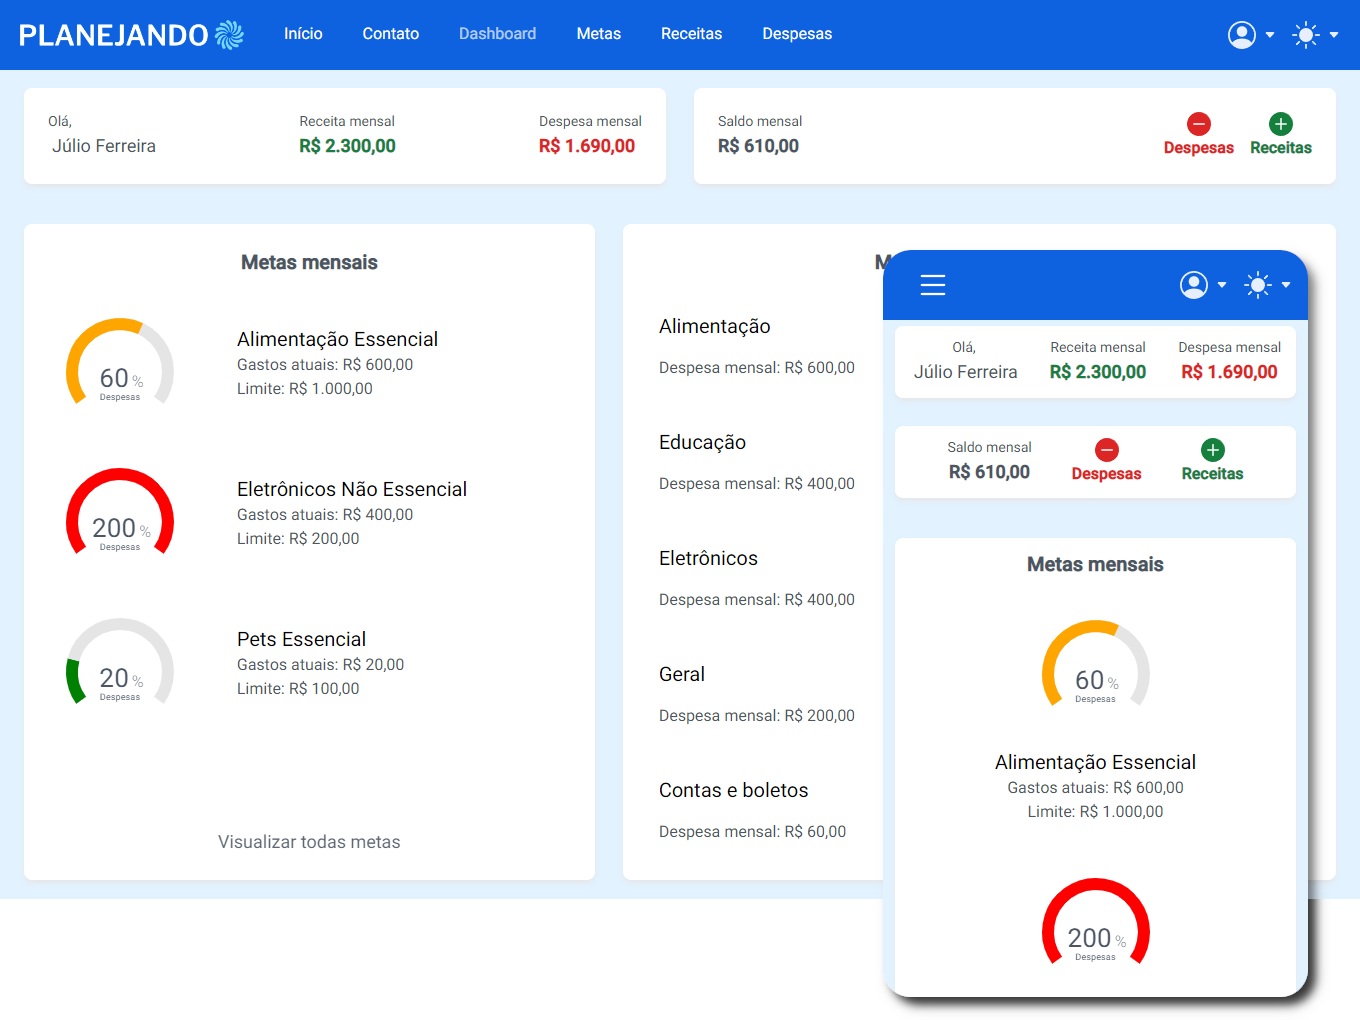 PLANEJANDO
Início Contato Dashboard Metas Receitas Despesas
Olá,
Júlio Ferreira
Receita mensal
R$ 2.300,00
Despesa mensal
R$ 1.690,00
Saldo mensal
R$ 610,00
Despesas
Receitas
Metas mensais
60 %
Despesas
Alimentação Essencial
Gastos atuais: R$ 600,00
Limite: R$ 1.000,00
200 %
Despesas
Eletrônicos Não Essencial
Gastos atuais: R$ 400,00
Limite: R$ 200,00
20 %
Despesas
Pets Essencial
Gastos atuais: R$ 20,00
Limite: R$ 100,00
Visualizar todas metas
Alimentação
Despesa mensal: R$ 600,00
Educação
Despesa mensal: R$ 400,00
Eletrônicos
Despesa mensal: R$ 400,00
Geral
Despesa mensal: R$ 200,00
Contas e boletos
Despesa mensal: R$ 60,00
Olá,
Júlio Ferreira
Receita mensal
R$ 2.300,00
Despesa mensal
R$ 1.690,00
Saldo mensal
R$ 610,00
Despesas
Receitas
Metas mensais
60 %
Despesas
Alimentação Essencial
Gastos atuais: R$ 600,00
Limite: R$ 1.000,00
200 %
Despesas